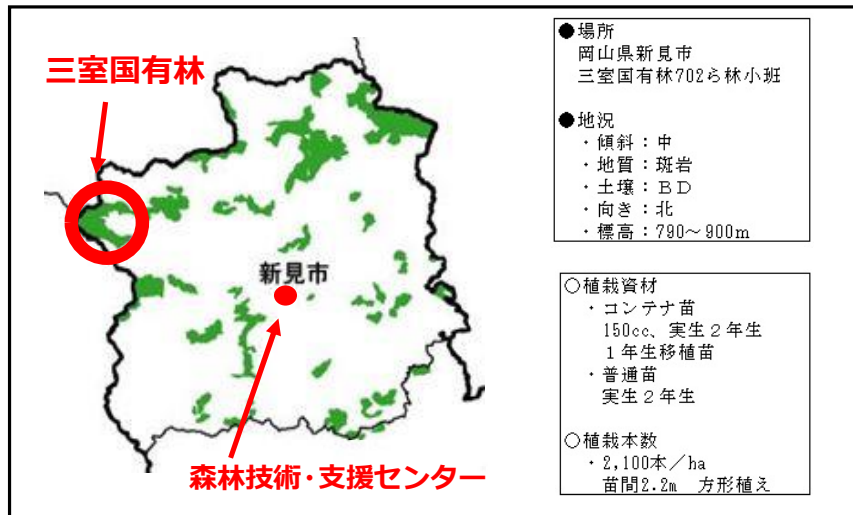 三室国有林
新見市
森林技術・支援センター
●場所
岡山県新見市
三室国有林702ら林小班
●地況
・傾斜：中
・地質：斑岩
・土壌：ＢＤ
・向き：北
・標高：790～900m
○植栽資材
・コンテナ苗
150cc、実生２年生
１年生移植苗
・普通苗
実生２年生
○植栽本数
・2,100本／ha
苗間2.2m　方形植え